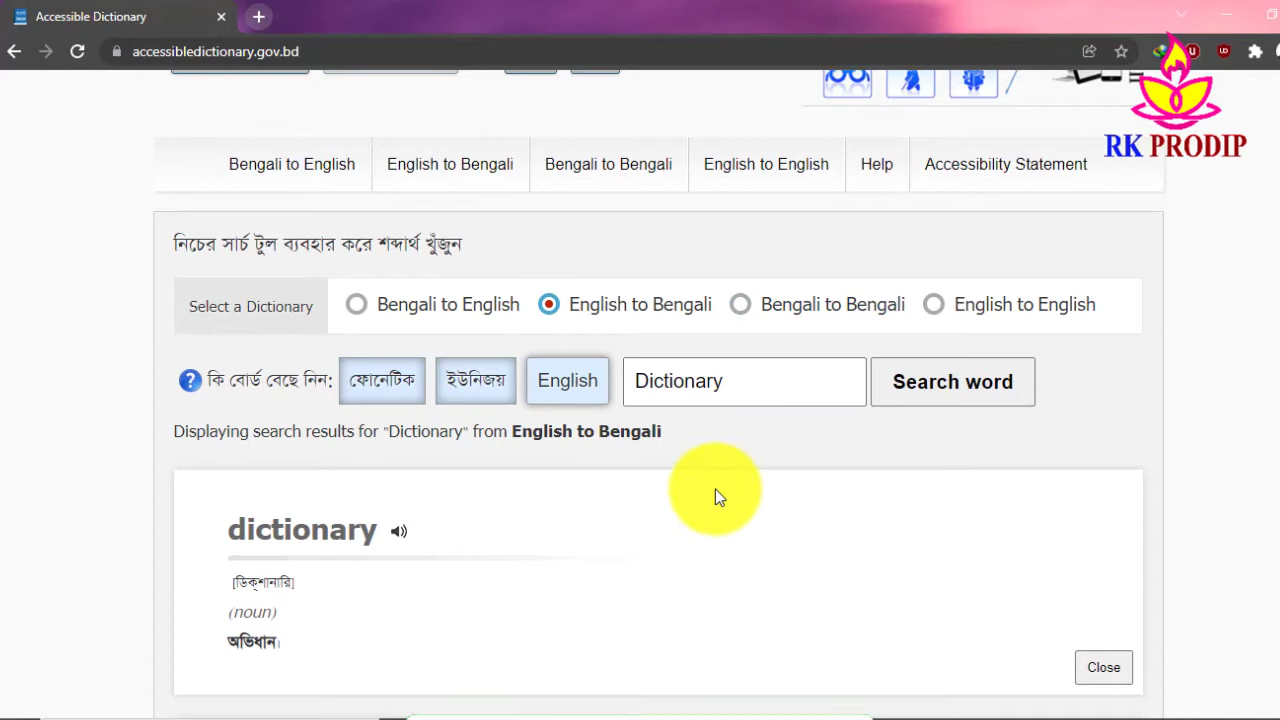 Accessible Dictionary
accessibledictionary.gov.bd
RK PRODIP
Bengali to English English to Bengali Bengali to Bengali English to English Help Accessibility Statement
নিচের সার্চ টুল ব্যবহার করে শব্দার্থ খুঁজুন
Select a Dictionary Bengali to English English to Bengali Bengali to Bengali English to English
কি বোর্ড বেছে নিন: ফোনেটিক ইউনিজয় English Dictionary Search word
Displaying search results for "Dictionary" from English to Bengali
dictionary
[ডিক্‌শানারি]
(noun)
অভিধান।
Close